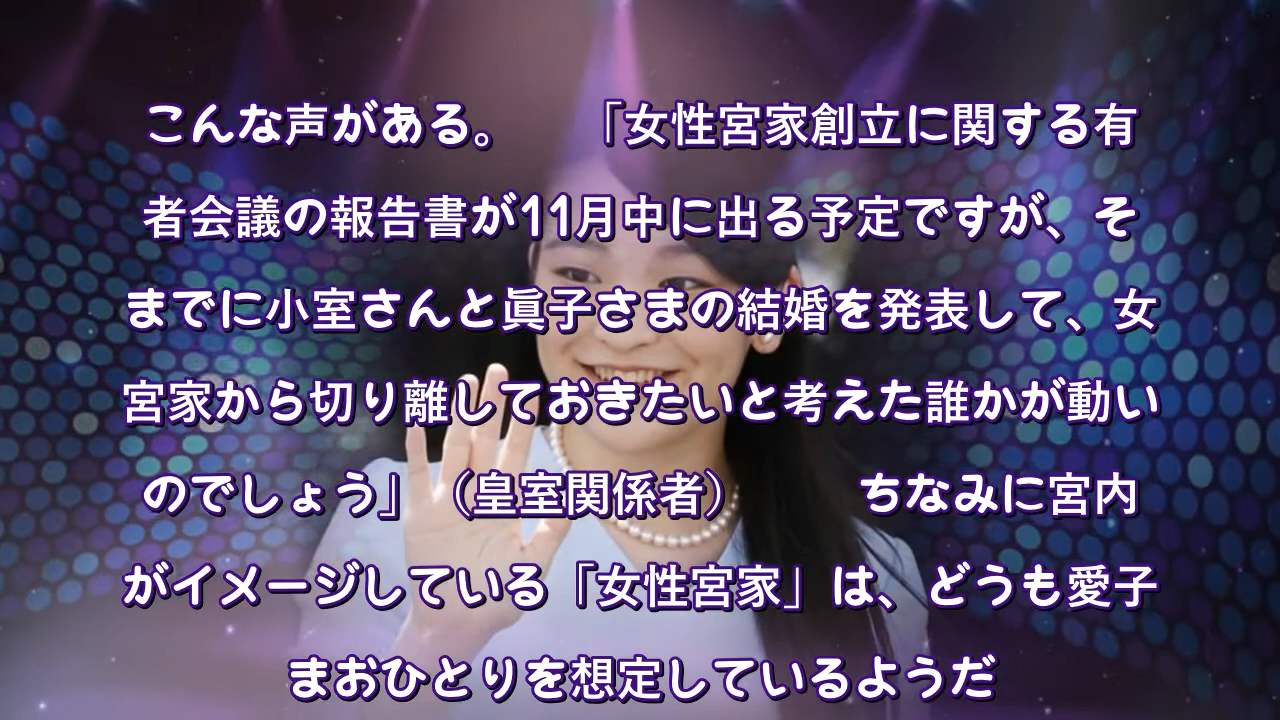 こんな声がある。　　「女性宮家創立に関する有
者会議の報告書が11月中に出る予定ですが、そ
までに小室さんと眞子さまの結婚を発表して、女
宮家から切り離しておきたいと考えた誰かが動い
のでしょう」（皇室関係者）　　　ちなみに宮内
がイメージしている「女性宮家」は、どうも愛子
まおひとりを想定しているようだ